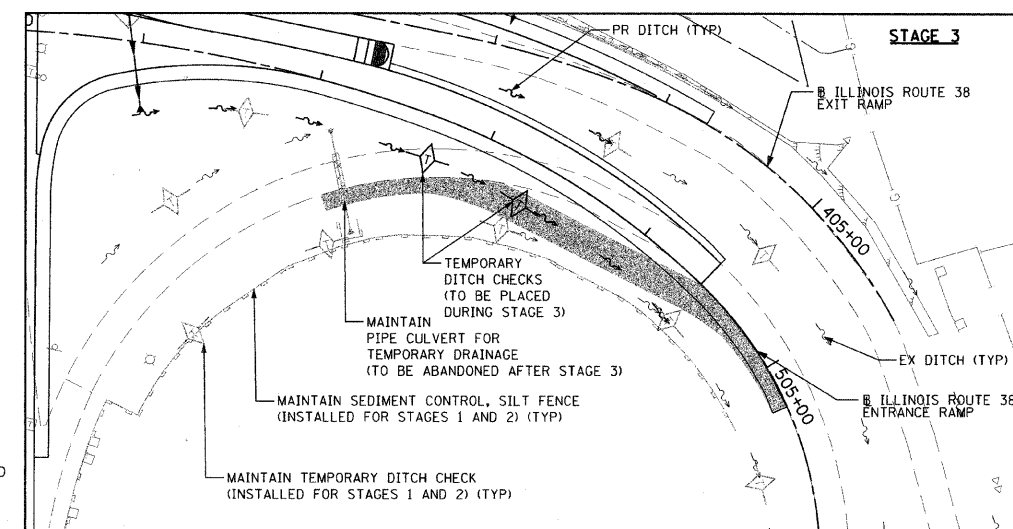 STAGE 3
PR DITCH (TYP)
B ILLINOIS ROUTE 38
EXIT RAMP
405+00
T
TEMPORARY
DITCH CHECKS
(TO BE PLACED
DURING STAGE 3)
MAINTAIN
PIPE CULVERT FOR
TEMPORARY DRAINAGE
(TO BE ABANDONED AFTER STAGE 3)
EX DITCH (TYP)
505+00
B ILLINOIS ROUTE 38
ENTRANCE RAMP
MAINTAIN SEDIMENT CONTROL, SILT FENCE
(INSTALLED FOR STAGES 1 AND 2) (TYP)
MAINTAIN TEMPORARY DITCH CHECK
(INSTALLED FOR STAGES 1 AND 2) (TYP)